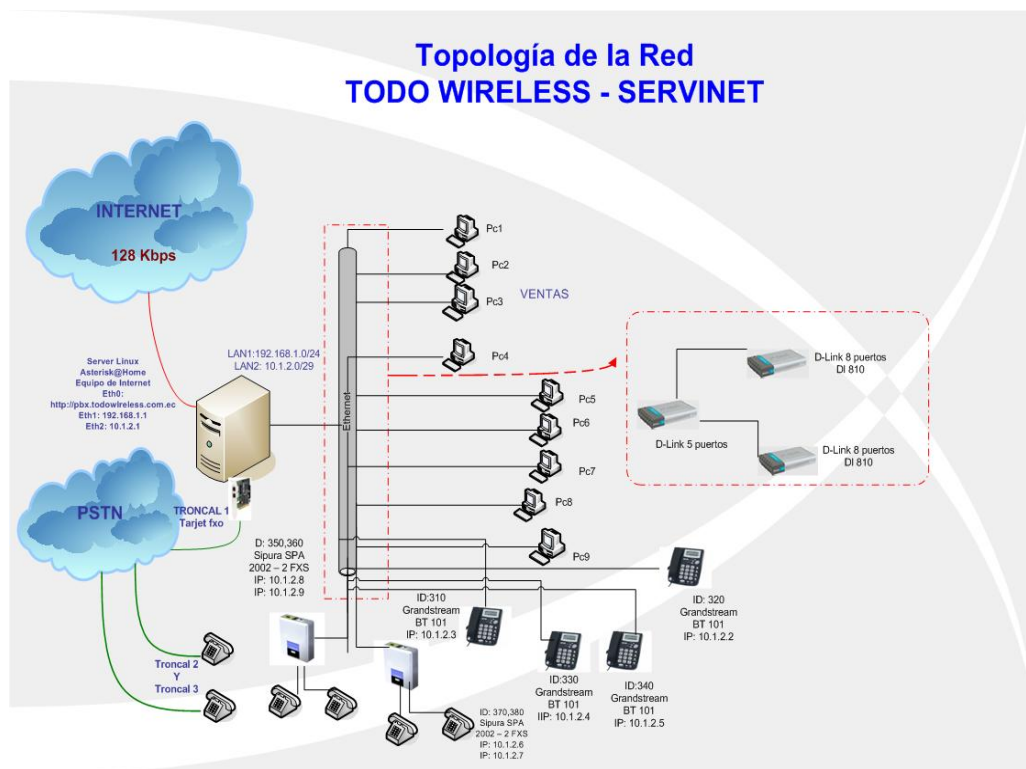 Topología de la Red
TODO WIRELESS - SERVINET
INTERNET
128 Kbps
Server Linux
Asterisk@Home
Equipo de Internet
Eth0:
http://pbx.todowireless.com.ec
Eth1: 192.168.1.1
Eth2: 10.1.2.1
LAN1:192.168.1.0/24
LAN2: 10.1.2.0/29
Ethernet
Pc1
Pc2
Pc3
VENTAS
Pc4
Pc5
Pc6
Pc7
Pc8
Pc9
D-Link 8 puertos
DI 810
D-Link 5 puertos
D-Link 8 puertos
DI 810
PSTN
TRONCAL 1
Tarjet fxo
D: 350,360
Sipura SPA
2002 – 2 FXS
IP: 10.1.2.8
IP: 10.1.2.9
ID:310
Grandstream
BT 101
IP: 10.1.2.3
ID: 320
Grandstream
BT 101
IP: 10.1.2.2
ID:330
Grandstream
BT 101
IIP: 10.1.2.4
ID:340
Grandstream
BT 101
IP: 10.1.2.5
Troncal 2
Y
Troncal 3
ID: 370,380
Sipura SPA
2002 – 2 FXS
IP: 10.1.2.6
IP: 10.1.2.7